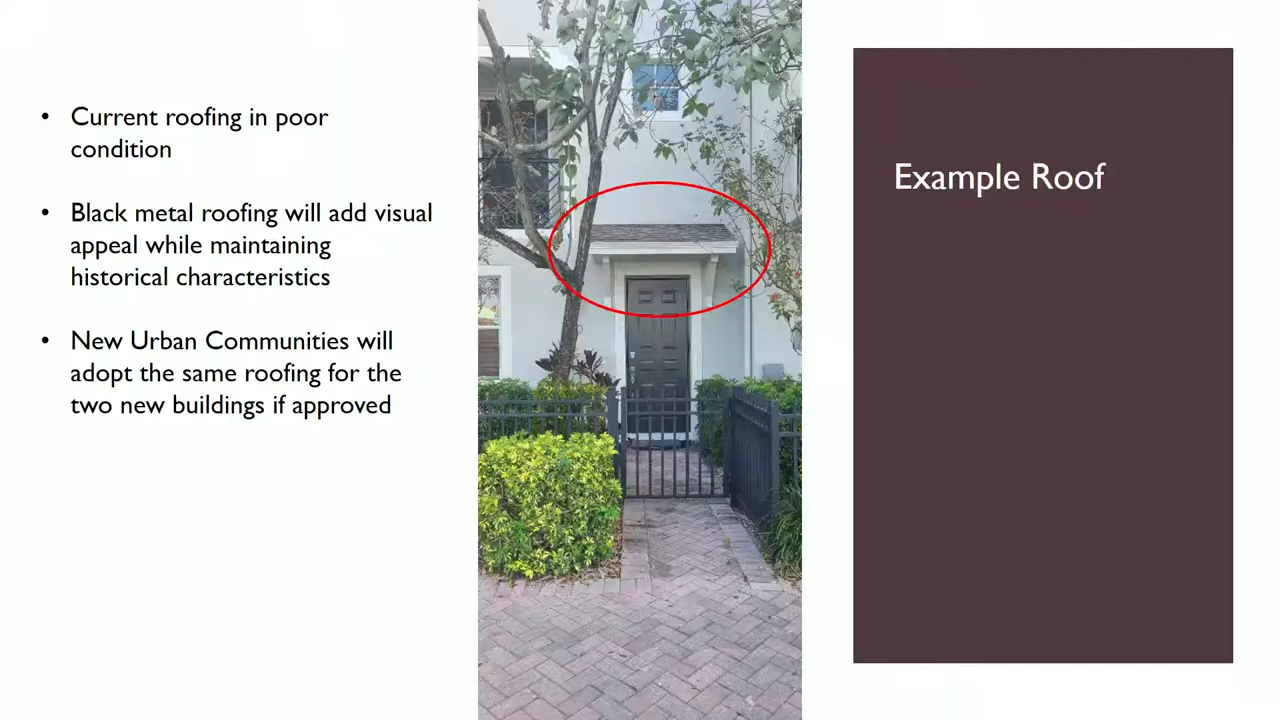 • Current roofing in poor
condition
• Black metal roofing will add visual
appeal while maintaining
historical characteristics
• New Urban Communities will
adopt the same roofing for the
two new buildings if approved
Example Roof